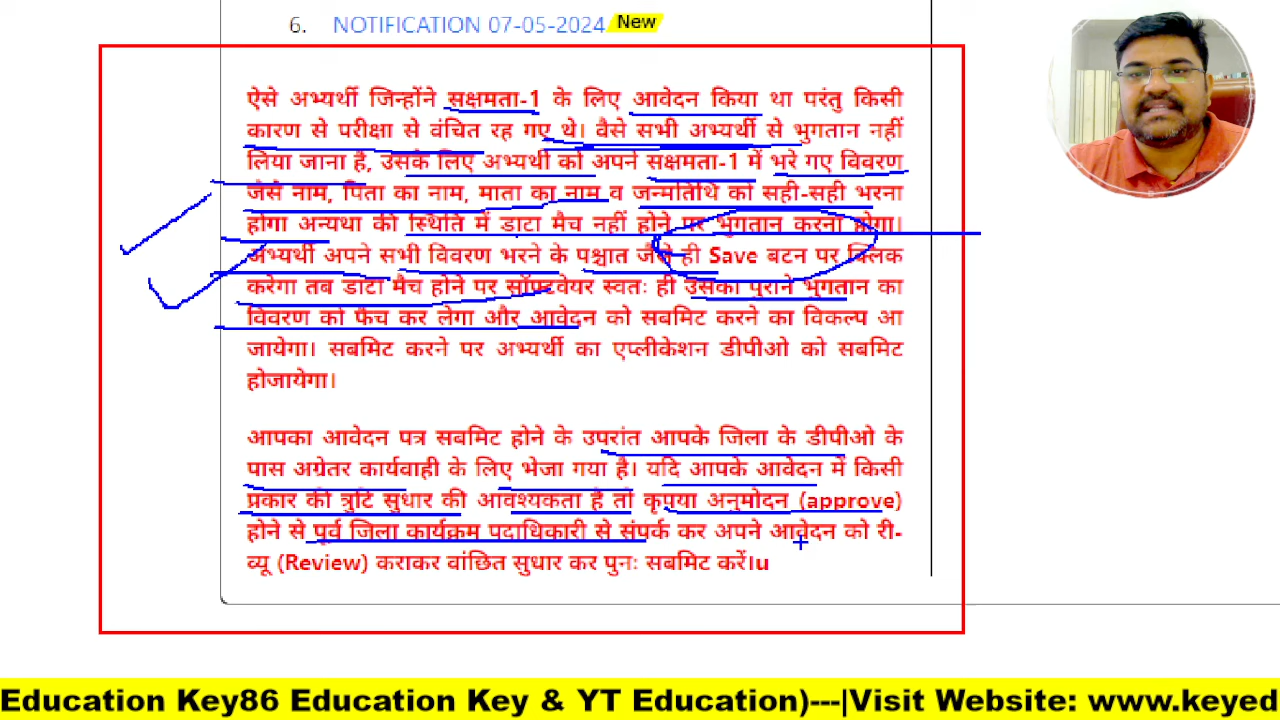 6. NOTIFICATION 07-05-2024 New
ऐसे अभ्यर्थी जिन्होंने सक्षमता-1 के लिए आवेदन किया था परंतु किसी
कारण से परीक्षा से वंचित रह गए थे। वैसे सभी अभ्यर्थी से भुगतान नहीं
लिया जाना है, उसके लिए अभ्यर्थी को अपने सक्षमता-1 में भरे गए विवरण
जैसे नाम, पिता का नाम, माता का नाम व जन्मतिथि को सही-सही भरना
होगा अन्यथा की स्थिति में डाटा मैच नहीं होने पर भुगतान करना होगा।
अभ्यर्थी अपने सभी विवरण भरने के पश्चात जैसे ही Save बटन पर क्लिक
करेगा तब डाटा मैच होने पर सॉफ्टवेयर स्वतः ही उसका पुराने भुगतान का
विवरण को फैच कर लेगा और आवेदन को सबमिट करने का विकल्प आ
जायेगा। सबमिट करने पर अभ्यर्थी का एप्लीकेशन डीपीओ को सबमिट
होजायेगा।
आपका आवेदन पत्र सबमिट होने के उपरांत आपके जिला के डीपीओ के
पास अग्रेतर कार्यवाही के लिए भेजा गया है। यदि आपके आवेदन में किसी
प्रकार की त्रुटि सुधार की आवश्यकता है तो कृपया अनुमोदन (approve)
होने से पूर्व जिला कार्यक्रम पदाधिकारी से संपर्क कर अपने आवेदन को री-
व्यू (Review) कराकर वांछित सुधार कर पुनः सबमिट करें।u
Education Key86 Education Key & YT Education)---|Visit Website: www.keyed